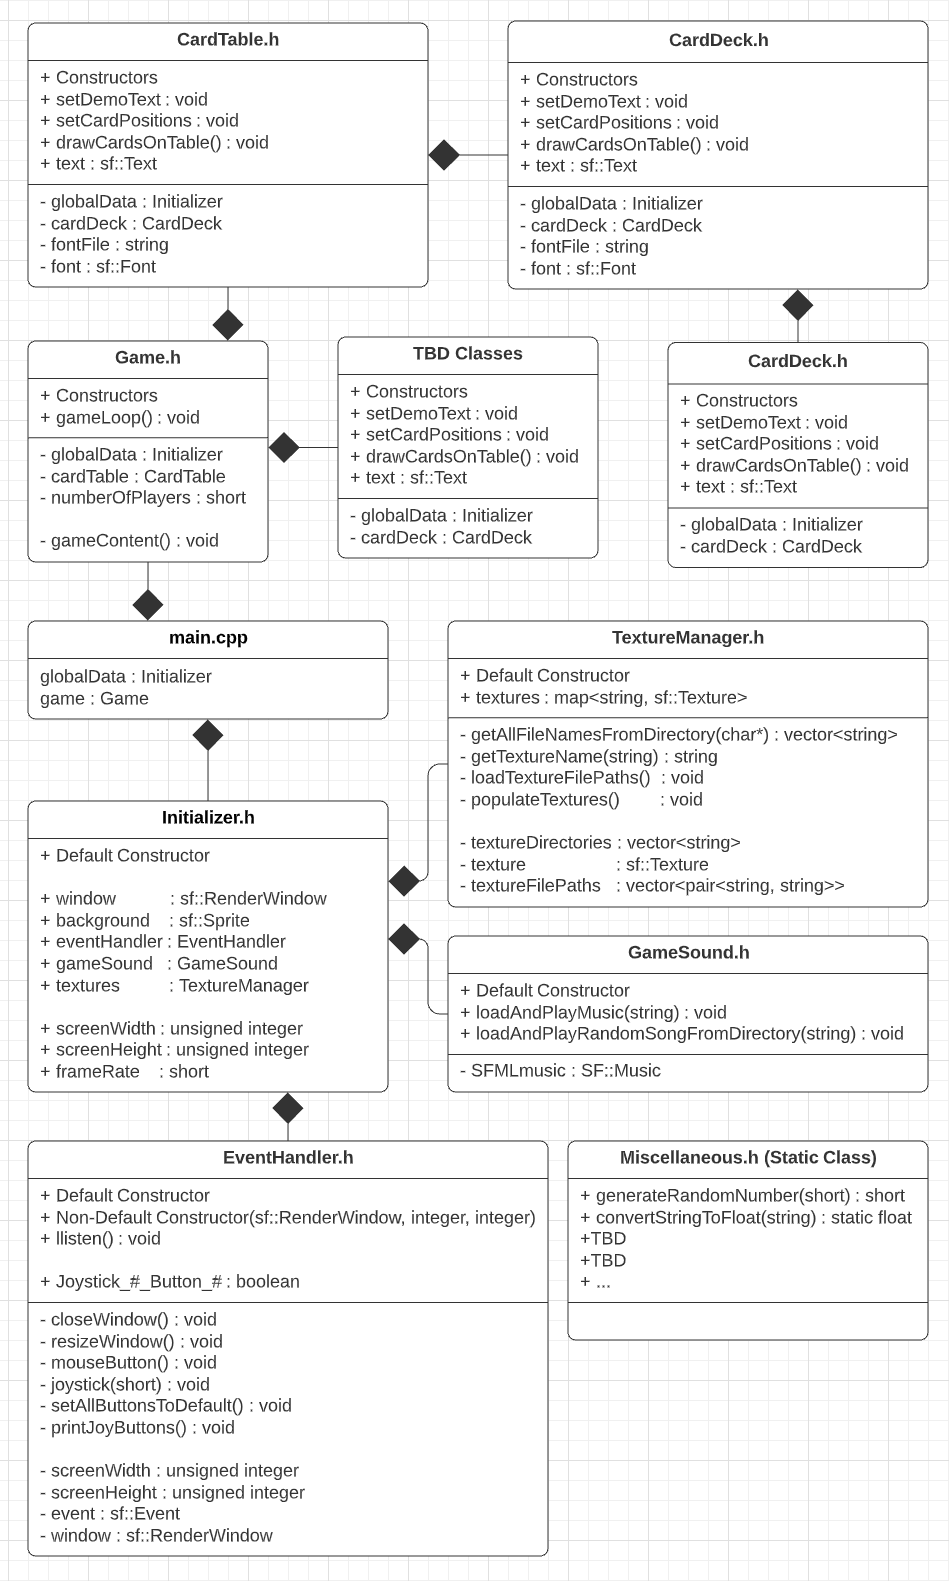 CardTable.h
+ Constructors
+ setDemoText : void
+ setCardPositions : void
+ drawCardsOnTable() : void
+ text : sf::Text
- globalData : Initializer
- cardDeck : CardDeck
- fontFile : string
- font : sf::Font
CardDeck.h
+ Constructors
+ setDemoText : void
+ setCardPositions : void
+ drawCardsOnTable() : void
+ text : sf::Text
- globalData : Initializer
- cardDeck : CardDeck
- fontFile : string
- font : sf::Font
Game.h
+ Constructors
+ gameLoop() : void
- globalData : Initializer
- cardTable : CardTable
- numberOfPlayers : short
- gameContent() : void
TBD Classes
+ Constructors
+ setDemoText : void
+ setCardPositions : void
+ drawCardsOnTable() : void
+ text : sf::Text
- globalData : Initializer
- cardDeck : CardDeck
CardDeck.h
+ Constructors
+ setDemoText : void
+ setCardPositions : void
+ drawCardsOnTable() : void
+ text : sf::Text
- globalData : Initializer
- cardDeck : CardDeck
main.cpp
globalData : Initializer
game : Game
TextureManager.h
+ Default Constructor
+ textures : map<string, sf::Texture>
- getAllFileNamesFromDirectory(char*) : vector<string>
- getTextureName(string) : string
- loadTextureFilePaths() : void
- populateTextures() : void
- textureDirectories : vector<string>
- texture : sf::Texture
- textureFilePaths : vector<pair<string, string>>
Initializer.h
+ Default Constructor
+ window : sf::RenderWindow
+ background : sf::Sprite
+ eventHandler : EventHandler
+ gameSound : GameSound
+ textures : TextureManager
+ screenWidth : unsigned integer
+ screenHeight : unsigned integer
+ frameRate : short
GameSound.h
+ Default Constructor
+ loadAndPlayMusic(string) : void
+ loadAndPlayRandomSongFromDirectory(string) : void
- SFMLmusic : SF::Music
EventHandler.h
+ Default Constructor
+ Non-Default Constructor(sf::RenderWindow, integer, integer)
+ llisten() : void
+ Joystick_#_Button_# : boolean
- closeWindow() : void
- resizeWindow() : void
- mouseButton() : void
- joystick(short) : void
- setAllButtonsToDefault() : void
- printJoyButtons() : void
- screenWidth : unsigned integer
- screenHeight : unsigned integer
- event : sf::Event
- window : sf::RenderWindow
Miscellaneous.h (Static Class)
+ generateRandomNumber(short) : short
+ convertStringToFloat(string) : static float
+TBD
+TBD
+ ...